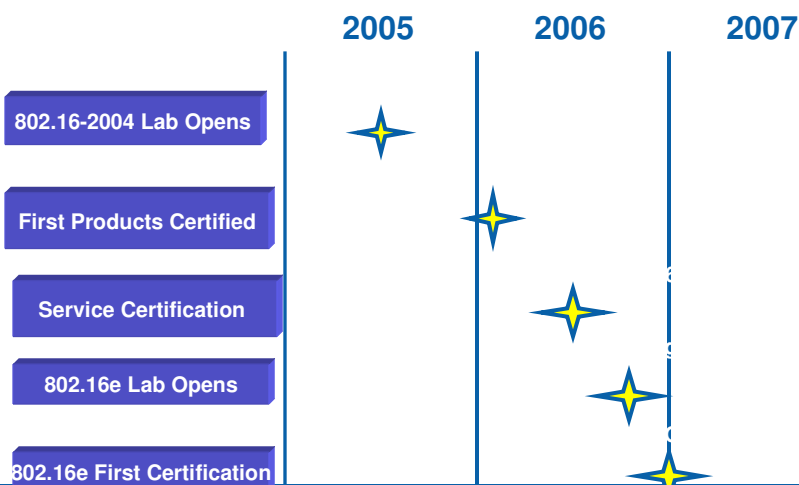 2005 2006 2007
802.16-2004 Lab Opens
First Products Certified
Service Certification
802.16e Lab Opens
802.16e First Certification